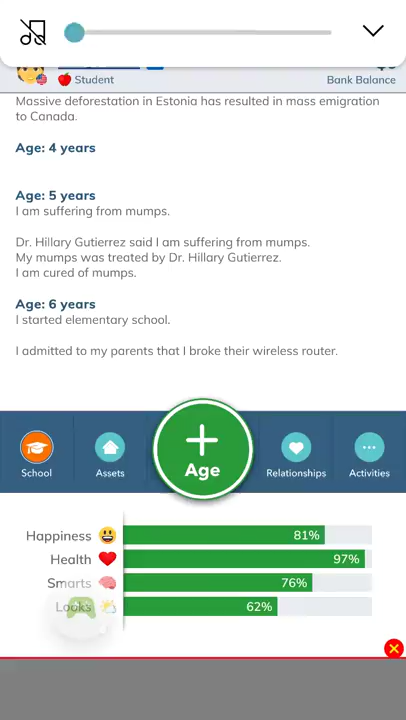 Student
Bank Balance
Massive deforestation in Estonia has resulted in mass emigration
to Canada.
Age: 4 years
Age: 5 years
I am suffering from mumps.
Dr. Hillary Gutierrez said I am suffering from mumps.
My mumps was treated by Dr. Hillary Gutierrez.
I am cured of mumps.
Age: 6 years
I started elementary school.
I admitted to my parents that I broke their wireless router.
School
Assets
Age
Relationships
Activities
Happiness 81%
Health 97%
Smarts 76%
Looks 62%